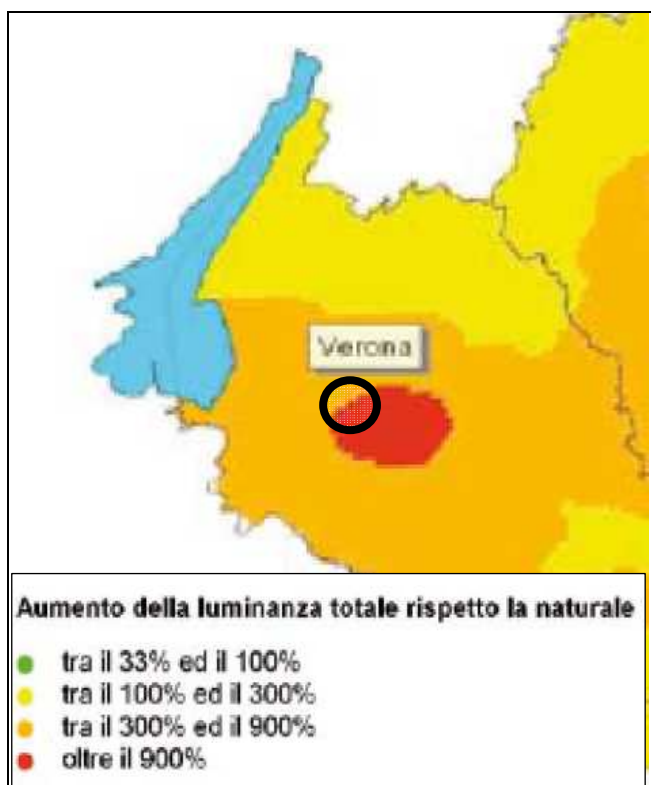 Verona
Aumento della luminanza totale rispetto la naturale
tra il 33% ed il 100%
tra il 100% ed il 300%
tra il 300% ed il 900%
oltre il 900%